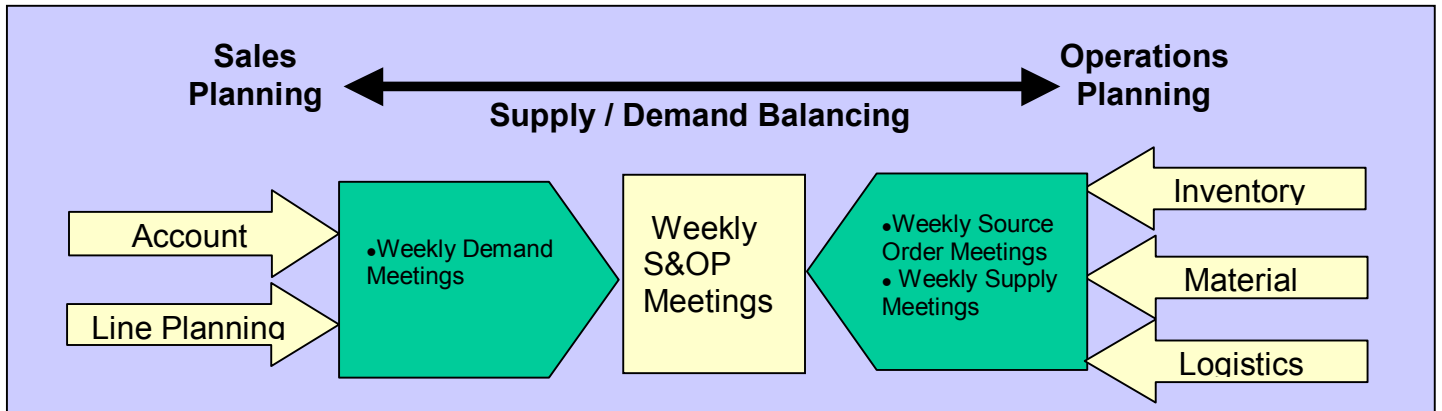 Sales
Planning
Operations
Planning
Supply / Demand Balancing
Account
Line Planning
•Weekly Demand
Meetings
Weekly
S&OP
Meetings
•Weekly Source
Order Meetings
• Weekly Supply
Meetings
Inventory
Material
Logistics